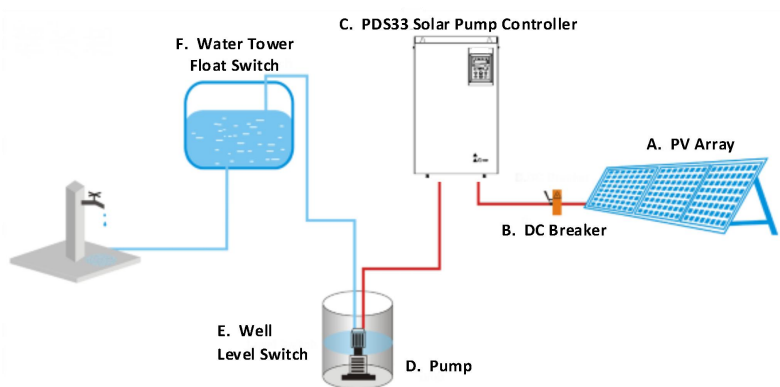 C. PDS33 Solar Pump Controller
F. Water Tower
Float Switch
A. PV Array
B. DC Breaker
E. Well
Level Switch
D. Pump